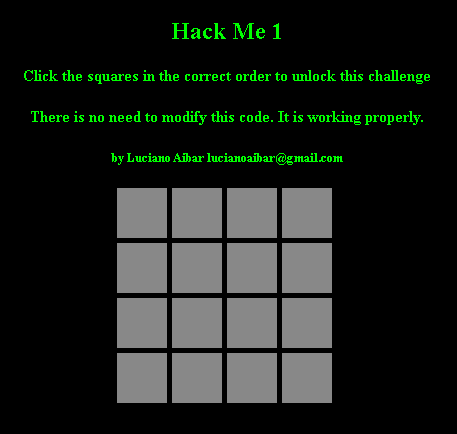 Hack Me 1
Click the squares in the correct order to unlock this challenge
There is no need to modify this code. It is working properly.
by Luciano Aibar lucianoaibar@gmail.com